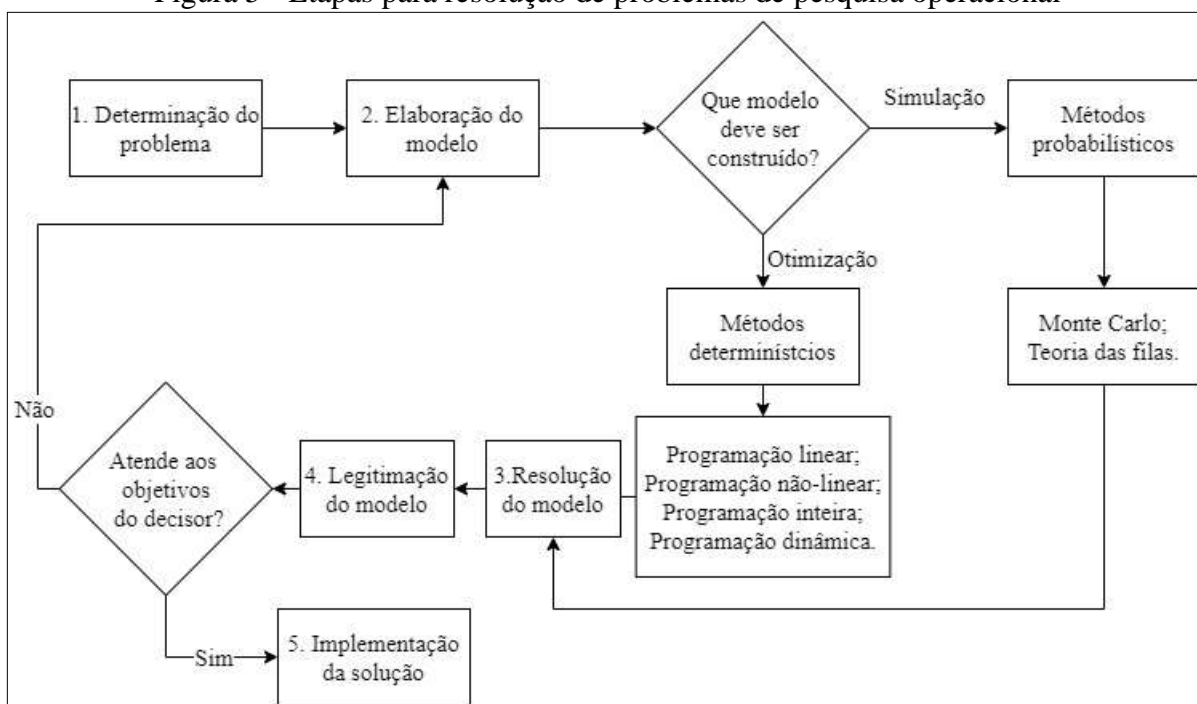 Figura 3 - Etapas para resolução de problemas de pesquisa operacional
1. Determinação do
problema
2. Elaboração do
modelo
Que modelo
deve ser
construído?
Simulação
Métodos
probabilísticos
Otimização
Métodos
determinístcios
Monte Carlo;
Teoria das filas.
Programação linear;
Programação não-linear;
Programação inteira;
Programação dinâmica.
3.Resolução
do modelo
4. Legitimação
do modelo
Atende aos
objetivos
do decisor?
Não
Sim
5. Implementação
da solução